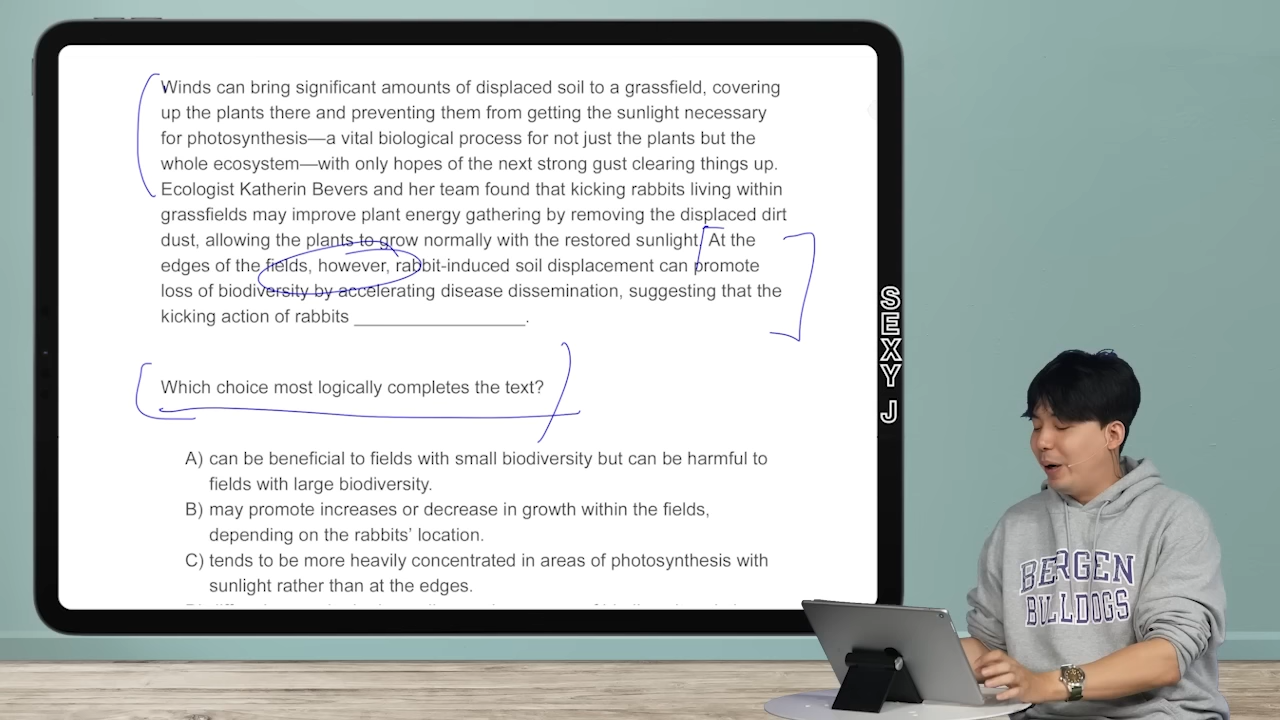 Winds can bring significant amounts of displaced soil to a grassfield, covering
up the plants there and preventing them from getting the sunlight necessary
for photosynthesis—a vital biological process for not just the plants but the
whole ecosystem—with only hopes of the next strong gust clearing things up.
Ecologist Katherin Bevers and her team found that kicking rabbits living within
grassfields may improve plant energy gathering by removing the displaced dirt
dust, allowing the plants to grow normally with the restored sunlight. At the
edges of the fields, however, rabbit-induced soil displacement can promote
loss of biodiversity by accelerating disease dissemination, suggesting that the
kicking action of rabbits __________________.
Which choice most logically completes the text?
A) can be beneficial to fields with small biodiversity but can be harmful to
fields with large biodiversity.
B) may promote increases or decrease in growth within the fields,
depending on the rabbits' location.
C) tends to be more heavily concentrated in areas of photosynthesis with
sunlight rather than at the edges.
SEXY J
BERGEN
BULLDOGS